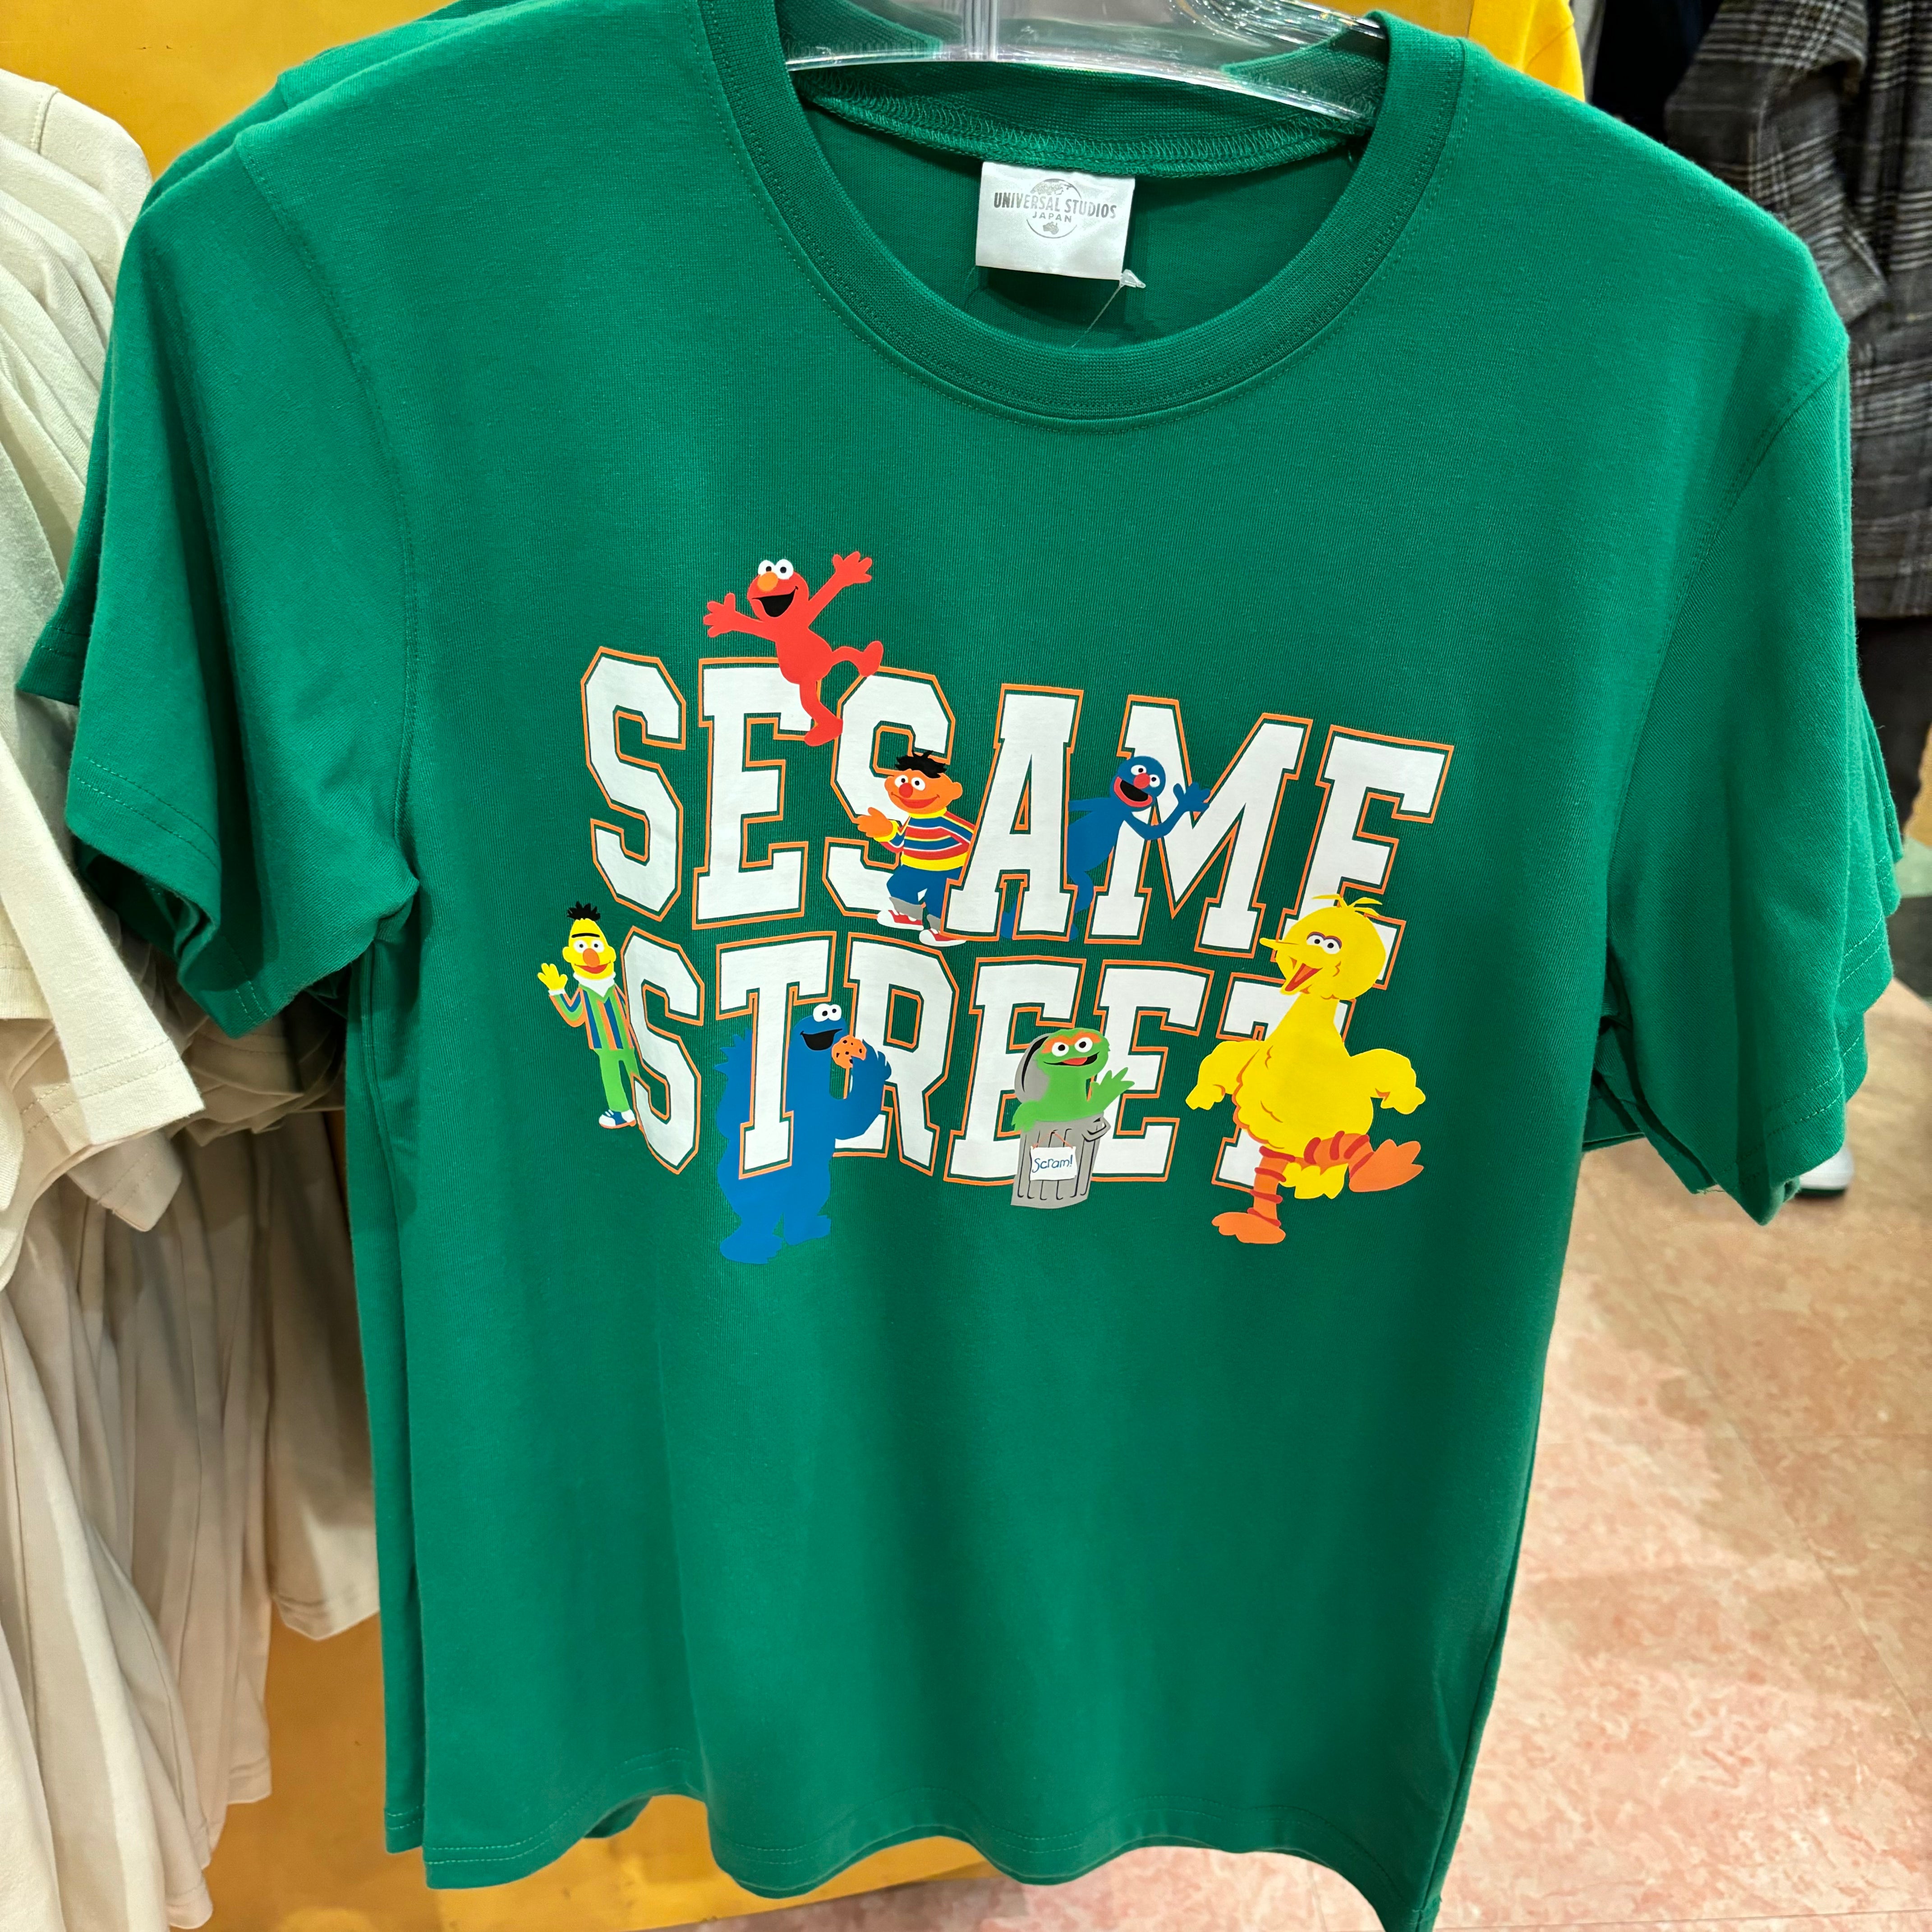 UNIVERSAL STUDIOS
JAPAN
SESAME
STREET
Scram!